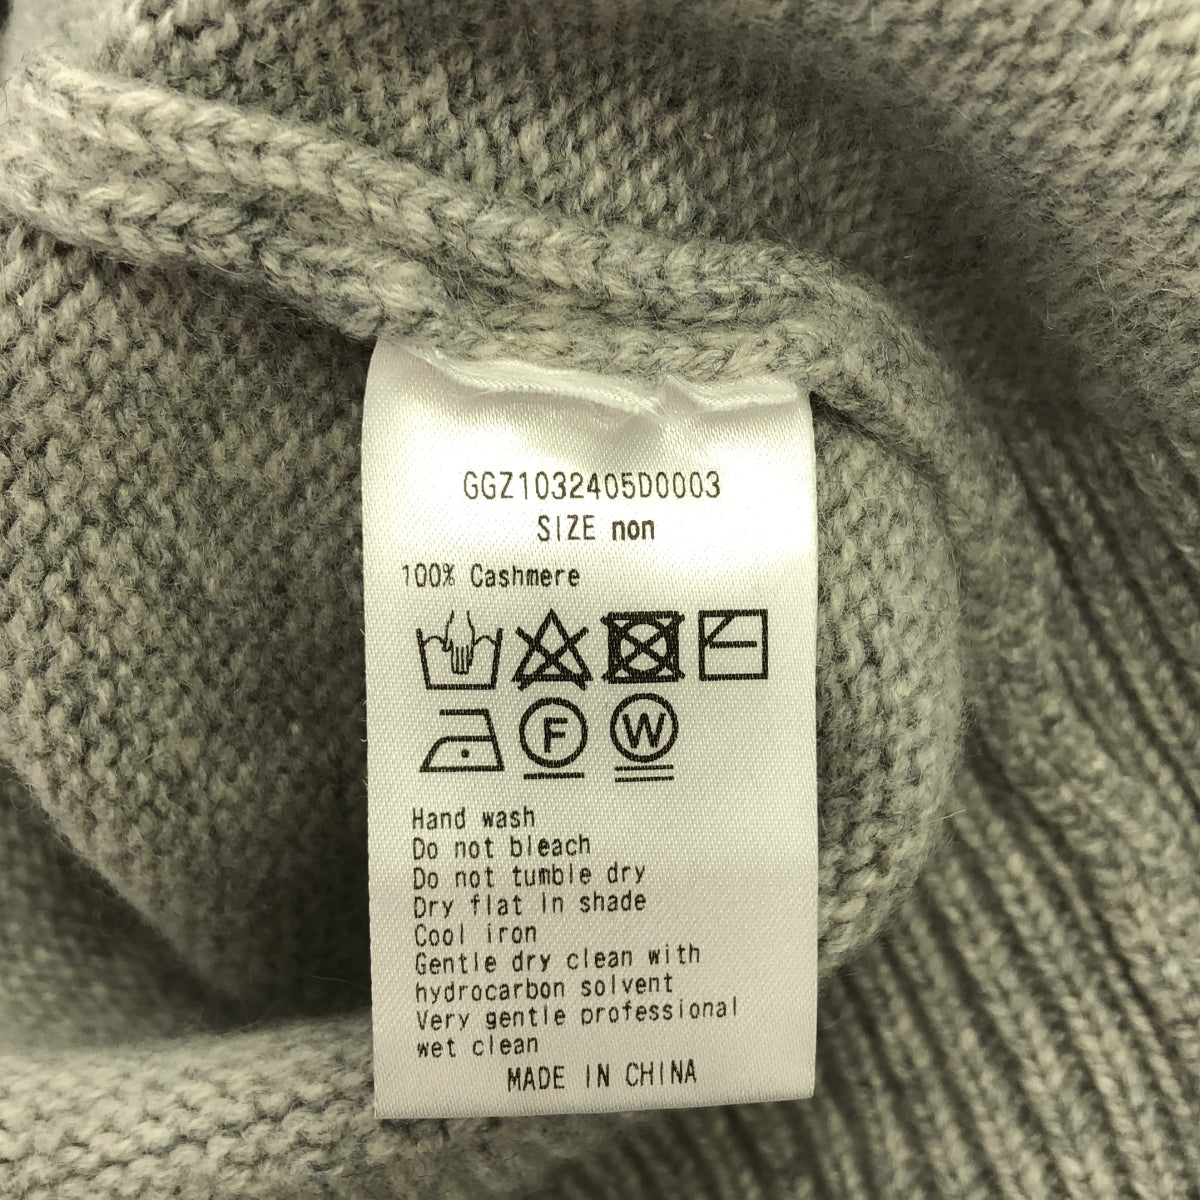 GGZ1032405D0003
SIZE non
100% Cashmere
F W
Hand wash
Do not bleach
Do not tumble dry
Dry flat in shade
Cool iron
Gentle dry clean with
hydrocarbon solvent
Very gentle professional
wet clean
MADE IN CHINA